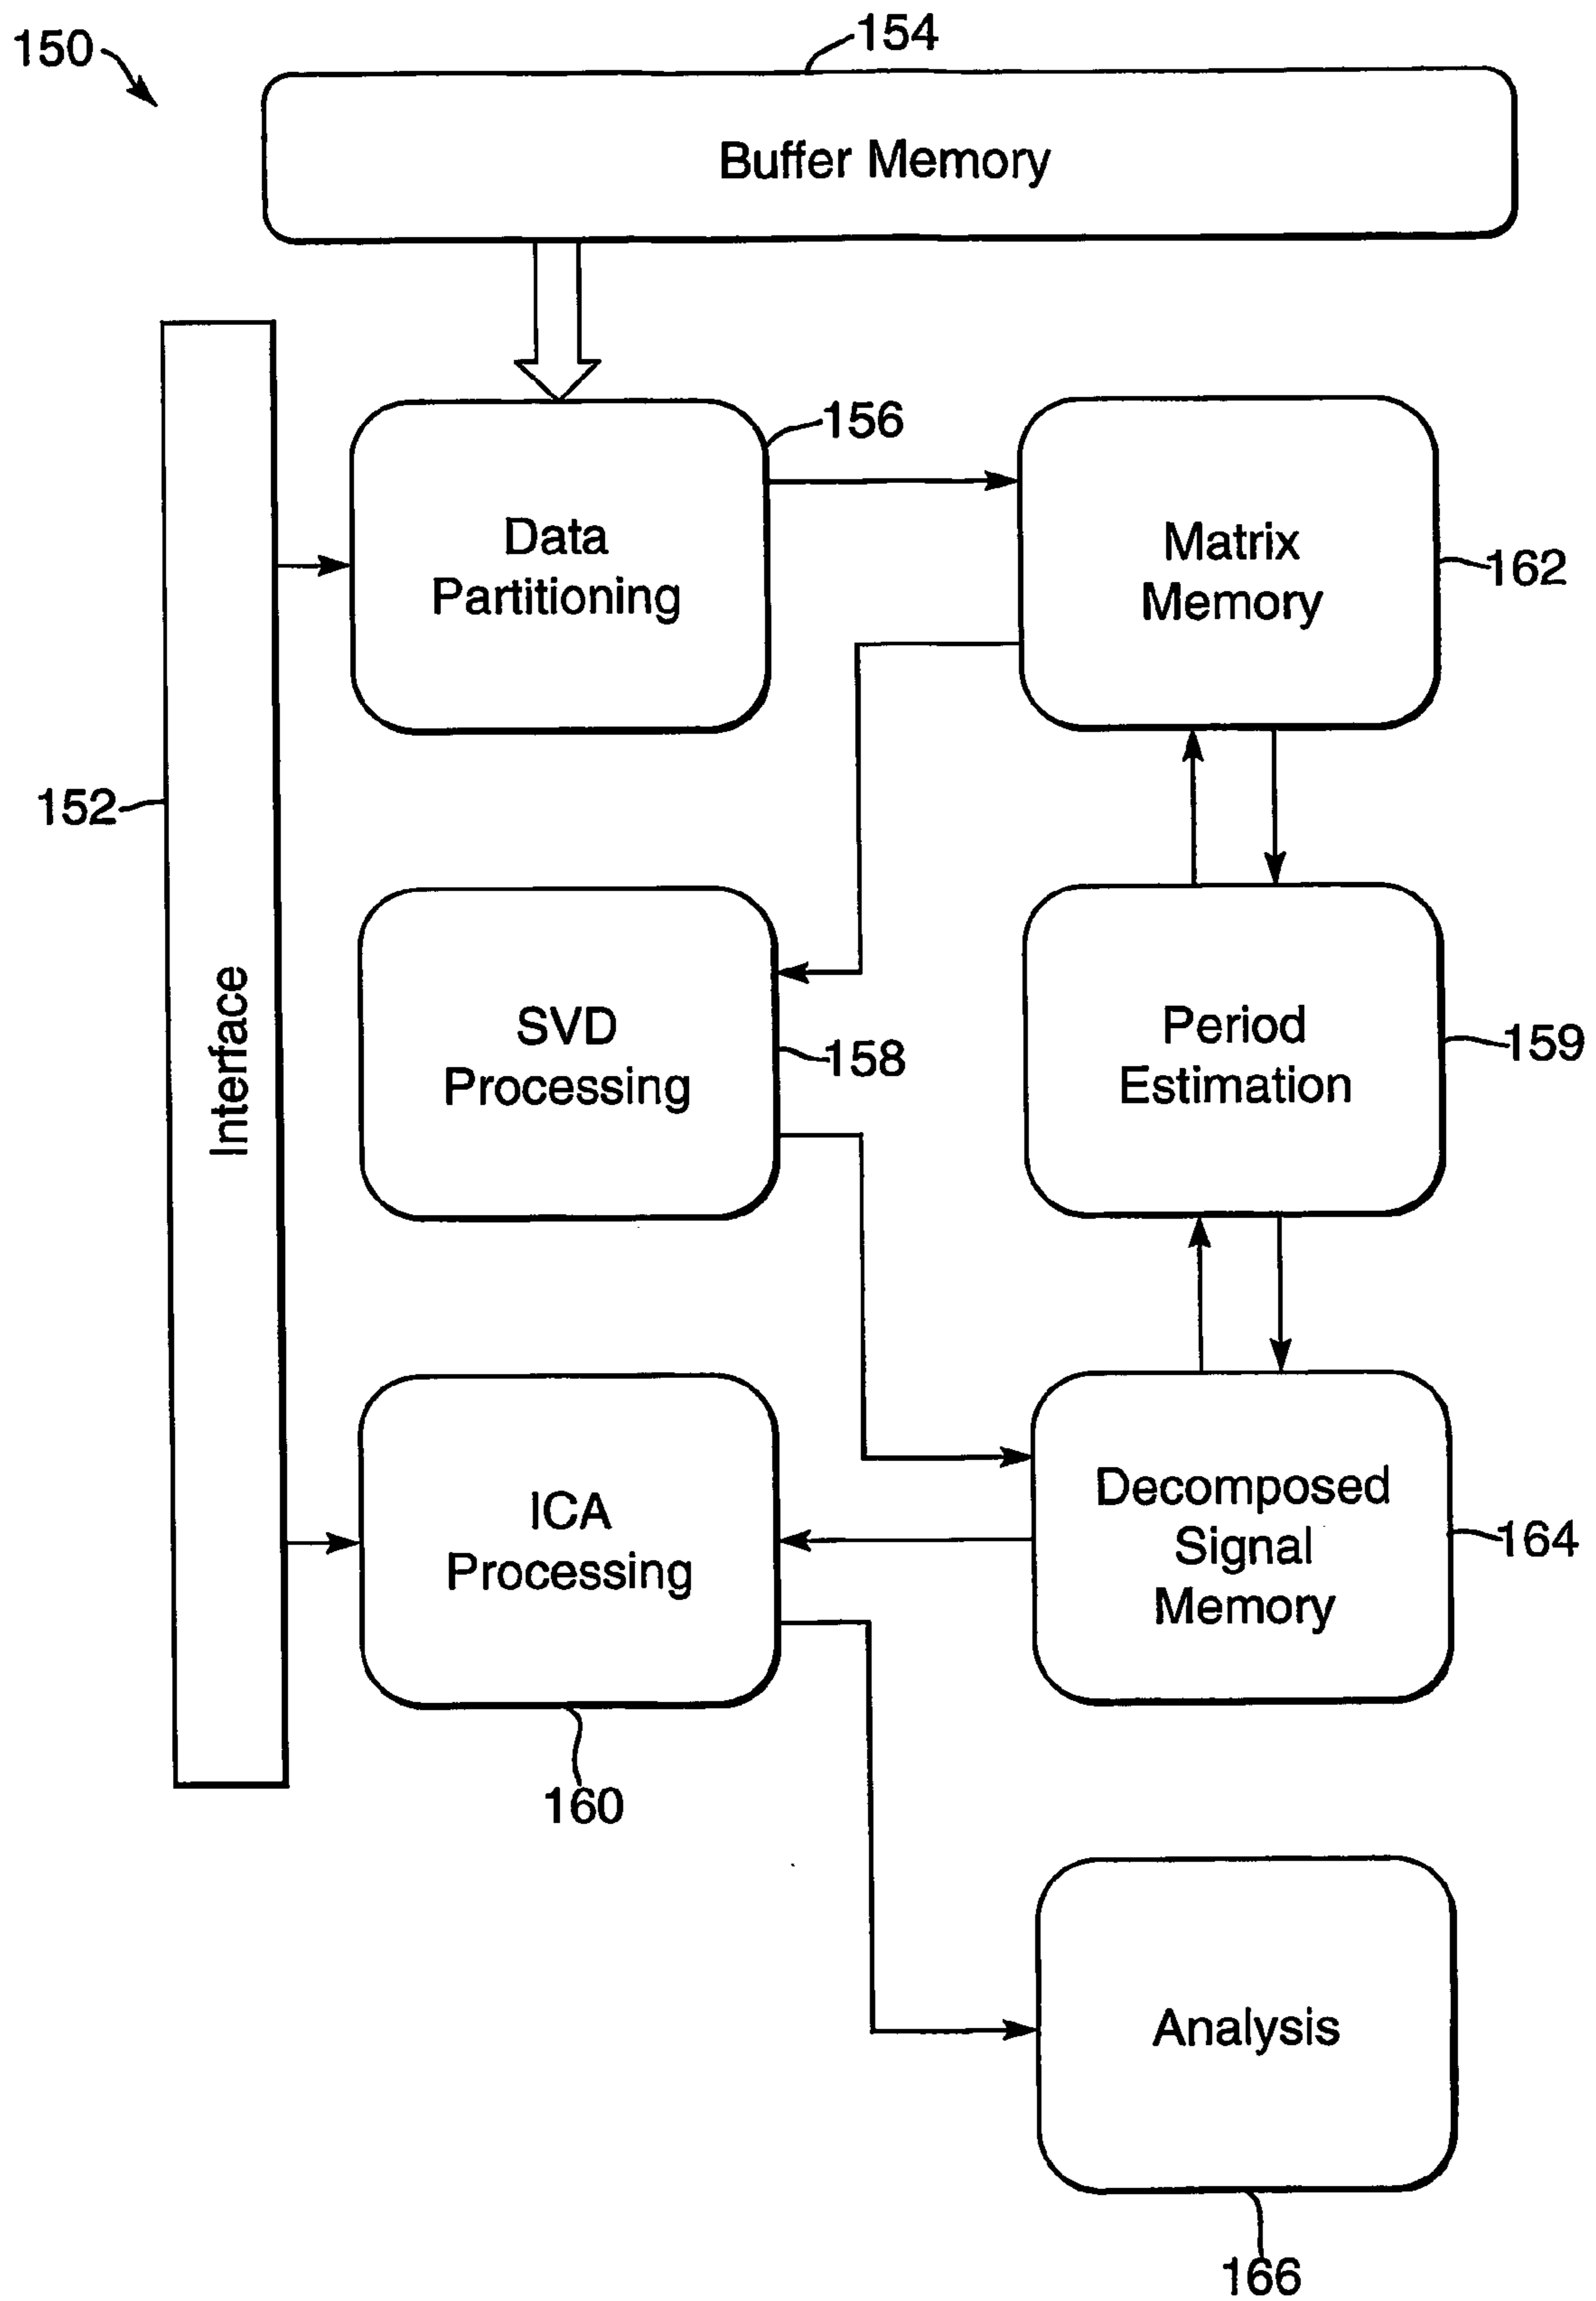 150
154
Buffer Memory
156
Data
Partitioning
Matrix
Memory
162
152
Interface
SVD
Processing
158
Period
Estimation
159
ICA
Processing
160
Decomposed
Signal
Memory
164
Analysis
166